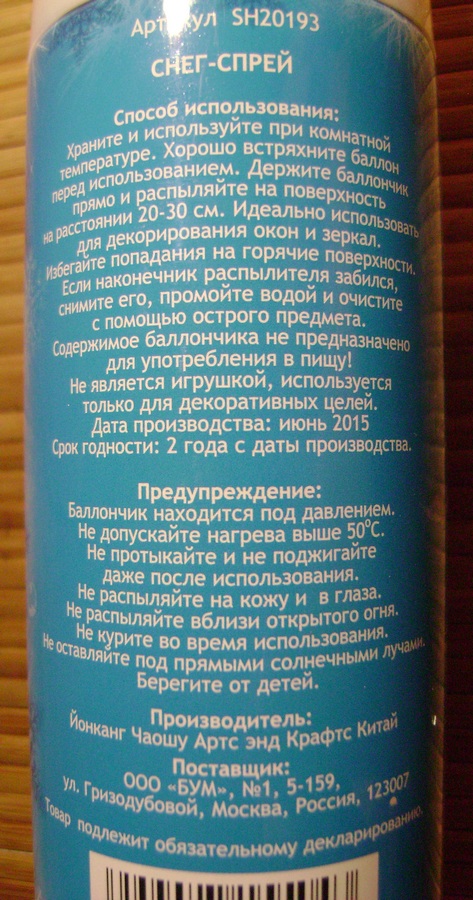 Артикул SH20193
СНЕГ-СПРЕЙ
Способ использования:
Храните и используйте при комнатной
температуре. Хорошо встряхните баллон
перед использованием. Держите баллончик
прямо и распыляйте на поверхность
на расстоянии 20-30 см. Идеально использовать
для декорирования окон и зеркал.
Избегайте попадания на горячие поверхности.
Если наконечник распылителя забился,
снимите его, промойте водой и очистите
с помощью острого предмета.
Содержимое баллончика не предназначено
для употребления в пищу!
Не является игрушкой, используется
только для декоративных целей.
Дата производства: июнь 2015
Срок годности: 2 года с даты производства.
Предупреждение:
Баллончик находится под давлением.
Не допускайте нагрева выше 50°С.
Не протыкайте и не поджигайте
даже после использования.
Не распыляйте на кожу и в глаза.
Не распыляйте вблизи открытого огня.
Не курите во время использования.
Не оставляйте под прямыми солнечными лучами.
Берегите от детей.
Производитель:
Йонканг Чаошу Артс энд Крафтс Китай
Поставщик:
ООО «БУМ», №1, 5-159,
ул. Гризодубовой, Москва, Россия, 123007
Товар подлежит обязательному декларированию.